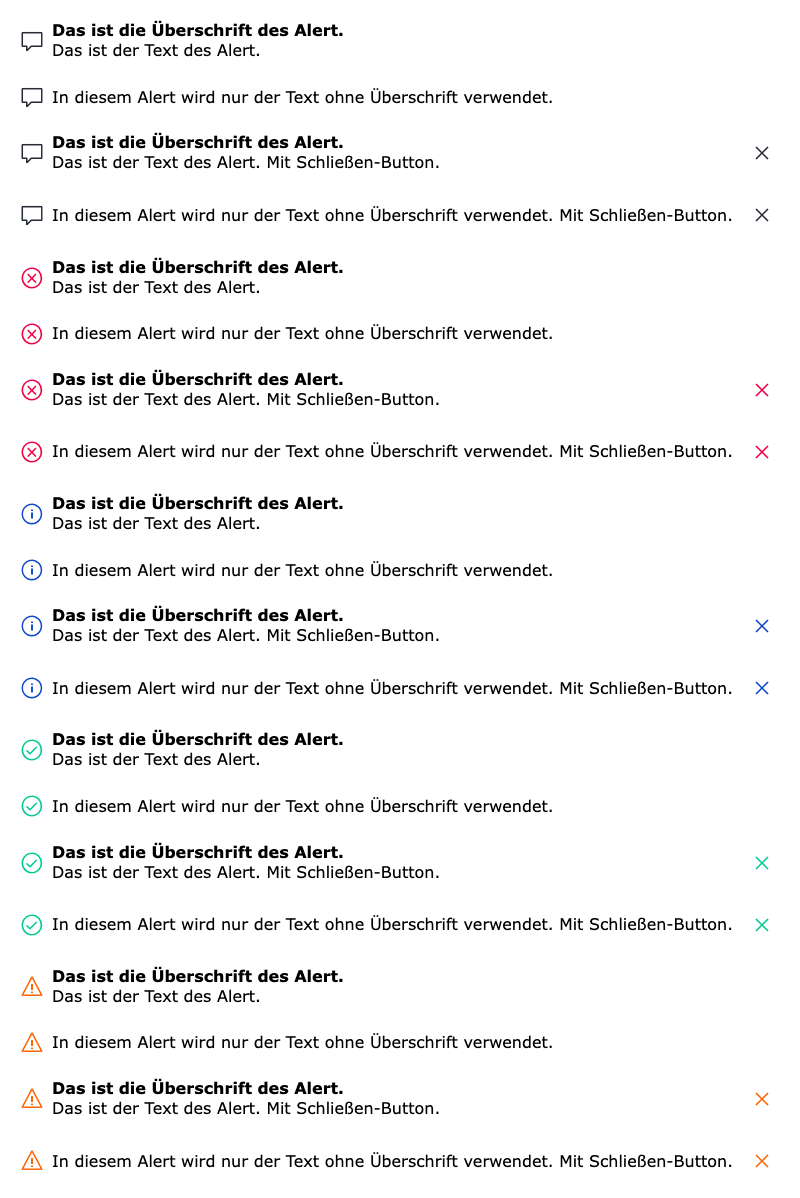 Das ist die Überschrift des Alert.
Das ist der Text des Alert.
In diesem Alert wird nur der Text ohne Überschrift verwendet.
Das ist die Überschrift des Alert.
Das ist der Text des Alert. Mit Schließen-Button.
In diesem Alert wird nur der Text ohne Überschrift verwendet. Mit Schließen-Button.
Das ist die Überschrift des Alert.
Das ist der Text des Alert.
In diesem Alert wird nur der Text ohne Überschrift verwendet.
Das ist die Überschrift des Alert.
Das ist der Text des Alert. Mit Schließen-Button.
In diesem Alert wird nur der Text ohne Überschrift verwendet. Mit Schließen-Button.
Das ist die Überschrift des Alert.
Das ist der Text des Alert.
In diesem Alert wird nur der Text ohne Überschrift verwendet.
Das ist die Überschrift des Alert.
Das ist der Text des Alert. Mit Schließen-Button.
In diesem Alert wird nur der Text ohne Überschrift verwendet. Mit Schließen-Button.
Das ist die Überschrift des Alert.
Das ist der Text des Alert.
In diesem Alert wird nur der Text ohne Überschrift verwendet.
Das ist die Überschrift des Alert.
Das ist der Text des Alert. Mit Schließen-Button.
In diesem Alert wird nur der Text ohne Überschrift verwendet. Mit Schließen-Button.
Das ist die Überschrift des Alert.
Das ist der Text des Alert.
In diesem Alert wird nur der Text ohne Überschrift verwendet.
Das ist die Überschrift des Alert.
Das ist der Text des Alert. Mit Schließen-Button.
In diesem Alert wird nur der Text ohne Überschrift verwendet. Mit Schließen-Button.